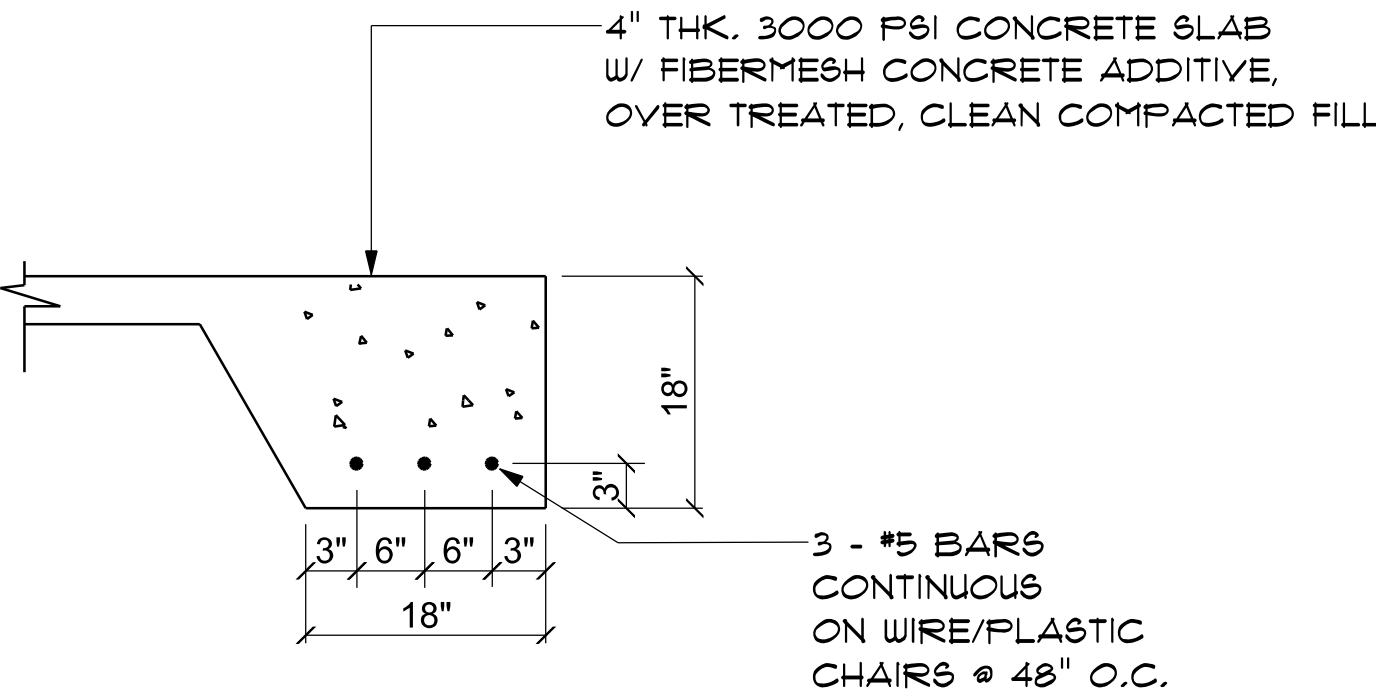 4" THK. 3000 PSI CONCRETE SLAB
W/ FIBERMESH CONCRETE ADDITIVE,
OVER TREATED, CLEAN COMPACTED FILL
18"
3"
3" 6" 6" 3"
18"
3 - #5 BARS
CONTINUOUS
ON WIRE/PLASTIC
CHAIRS @ 48" O.C.